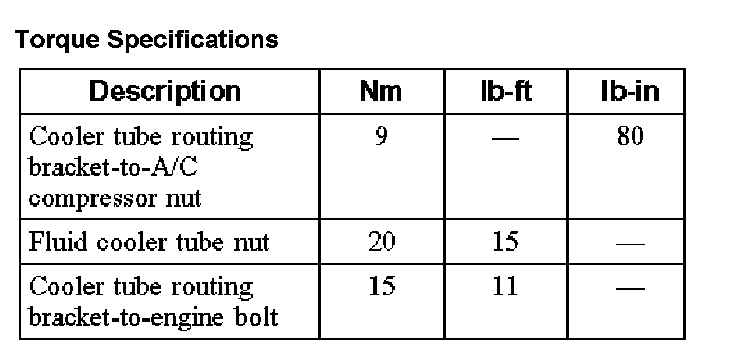 Torque Specifications
Description Nm lb-ft lb-in
Cooler tube routing 9 — 80
bracket-to-A/C
compressor nut
Fluid cooler tube nut 20 15 —
Cooler tube routing 15 11 —
bracket-to-engine bolt